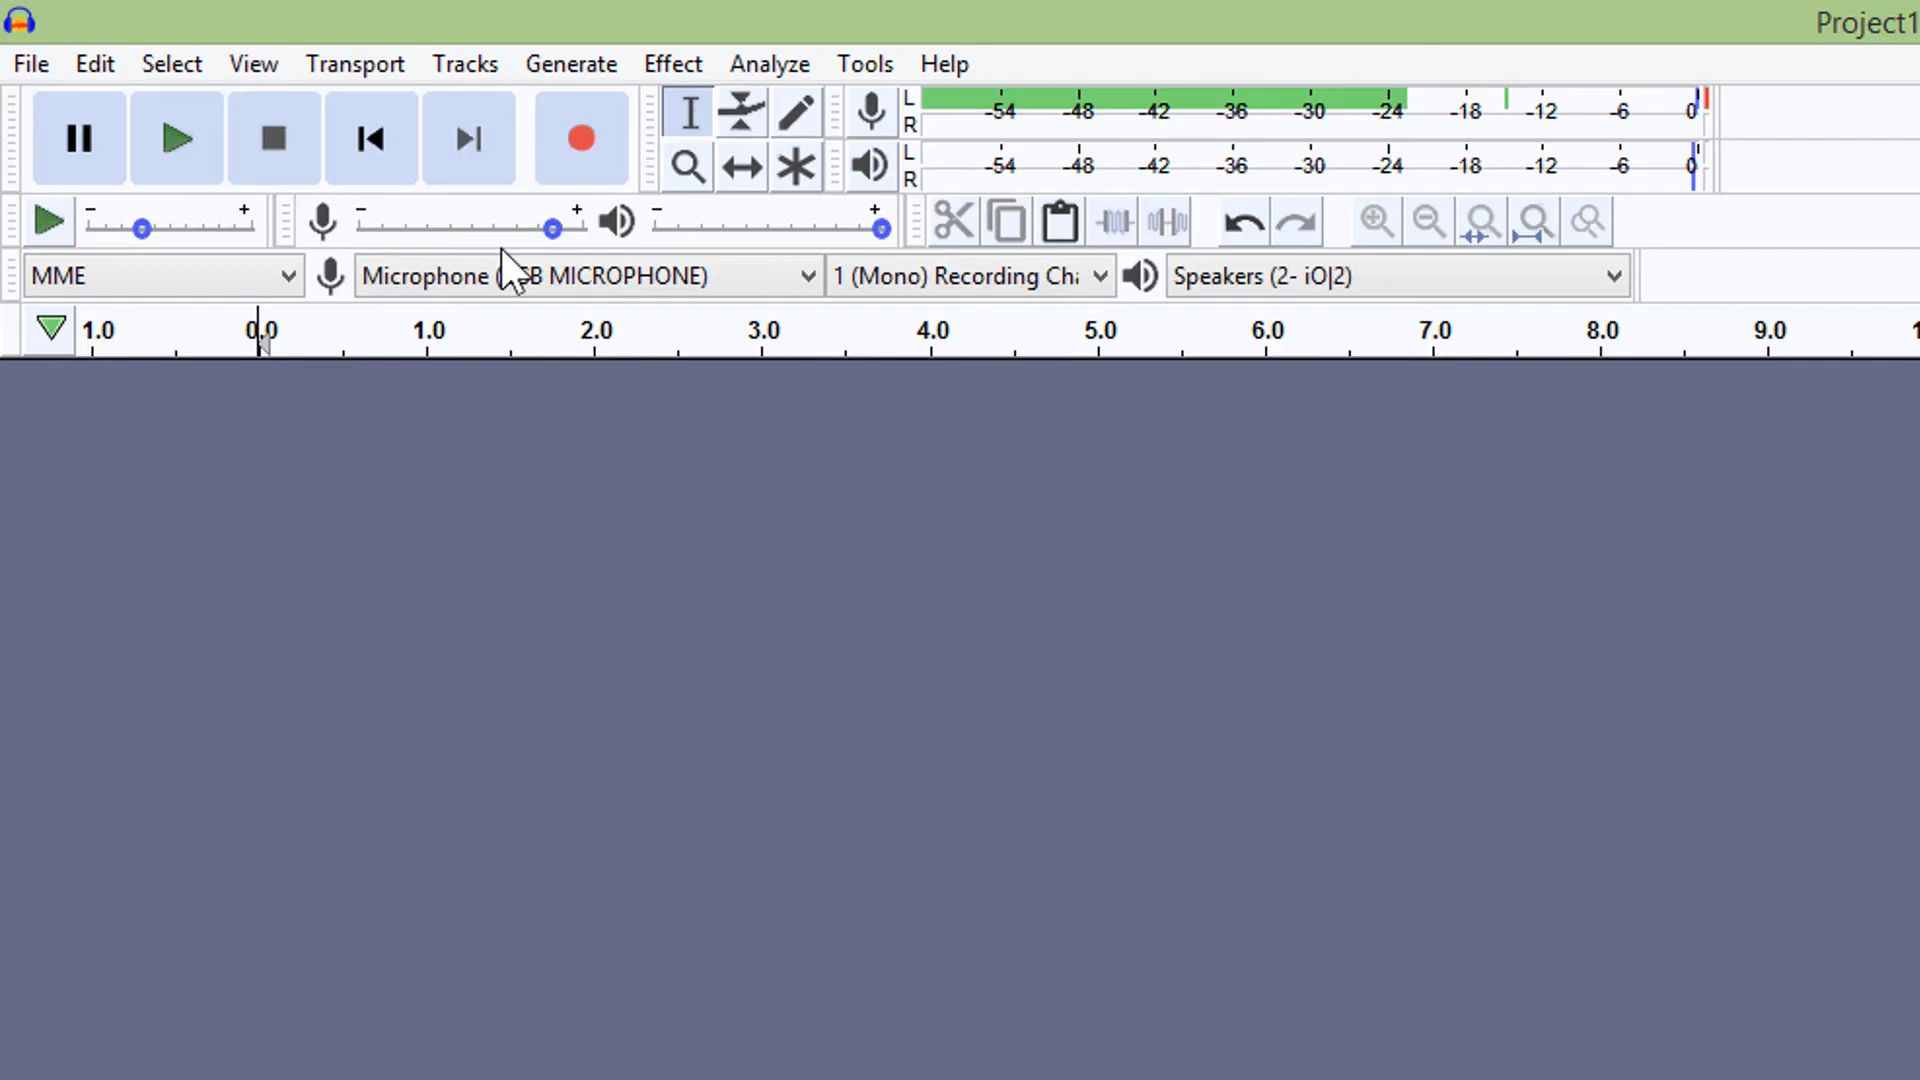 Project1
File Edit Select View Transport Tracks Generate Effect Analyze Tools Help
L -54 -48 -42 -36 -30 -24 -18 -12 -6 0
R
L -54 -48 -42 -36 -30 -24 -18 -12 -6 0
R
- + - + - +
MME Microphone ( B MICROPHONE) 1 (Mono) Recording Cha Speakers (2- iO|2)
1.0 0.0 1.0 2.0 3.0 4.0 5.0 6.0 7.0 8.0 9.0 1